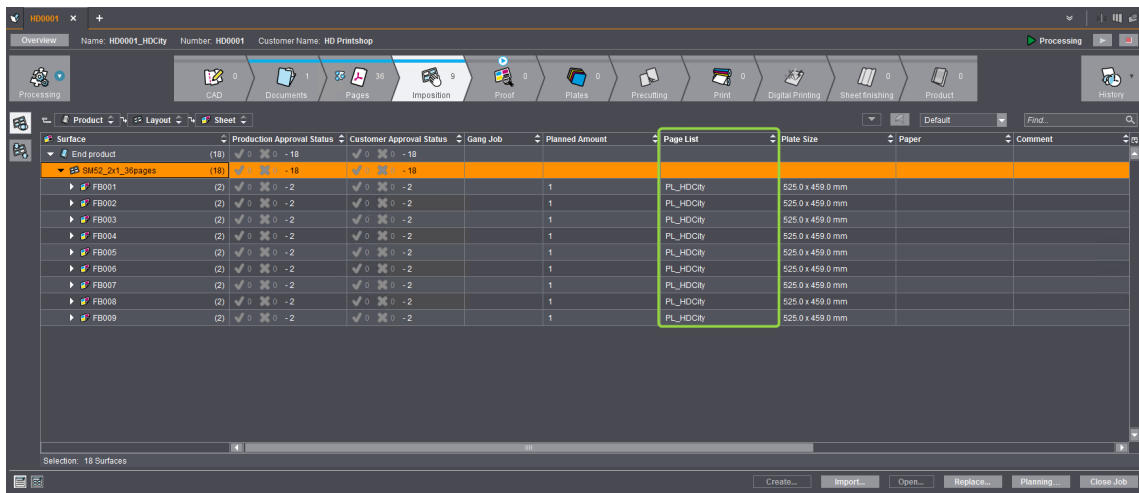 HD0001 × +
Overview Name: HD0001_HDCity Number: HD0001 Customer Name: HD Printshop Processing
Processing CAD 0 Documents 1 Pages 36 Imposition 9 Proof 0 Plates 0 Precutting Print 0 Digital Printing Sheet finishing 0 Product 0 History
Product Layout Sheet Default Find...
Surface Production Approval Status Customer Approval Status Gang Job Planned Amount Page List Plate Size Paper Comment
End product (18) 0 0 - 18 0 0 - 18
SM52_2x1_36pages (18) 0 0 - 18 0 0 - 18
FB001 (2) 0 0 - 2 0 0 - 2 1 PL_HDCity 525.0 x 459.0 mm
FB002 (2) 0 0 - 2 0 0 - 2 1 PL_HDCity 525.0 x 459.0 mm
FB003 (2) 0 0 - 2 0 0 - 2 1 PL_HDCity 525.0 x 459.0 mm
FB004 (2) 0 0 - 2 0 0 - 2 1 PL_HDCity 525.0 x 459.0 mm
FB005 (2) 0 0 - 2 0 0 - 2 1 PL_HDCity 525.0 x 459.0 mm
FB006 (2) 0 0 - 2 0 0 - 2 1 PL_HDCity 525.0 x 459.0 mm
FB007 (2) 0 0 - 2 0 0 - 2 1 PL_HDCity 525.0 x 459.0 mm
FB008 (2) 0 0 - 2 0 0 - 2 1 PL_HDCity 525.0 x 459.0 mm
FB009 (2) 0 0 - 2 0 0 - 2 1 PL_HDCity 525.0 x 459.0 mm
Selection: 18 Surfaces
Create... Import... Open... Replace... Planning... Close Job